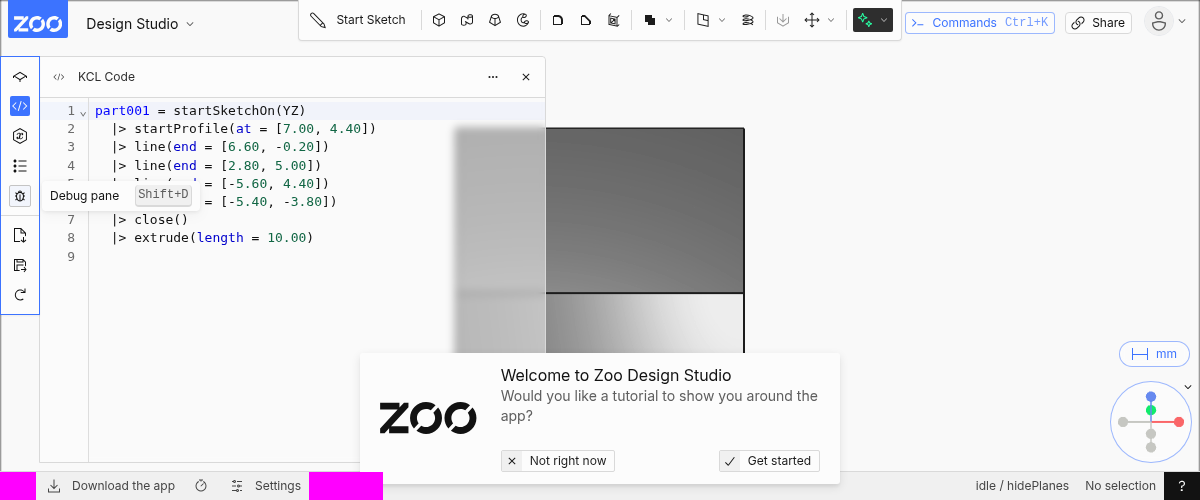 ZOO
Design Studio
Start Sketch
Commands Ctrl+K
Share
KCL Code
1 part001 = startSketchOn(YZ)
2 |> startProfile(at = [7.00, 4.40])
3 |> line(end = [6.60, -0.20])
4 |> line(end = [2.80, 5.00])
= [-5.60, 4.40])
Debug pane Shift+D
= [-5.40, -3.80])
7 |> close()
8 |> extrude(length = 10.00)
9
mm
Welcome to Zoo Design Studio
Would you like a tutorial to show you around the
app?
ZOO
Not right now
Get started
Download the app
Settings
idle / hidePlanes
No selection
?